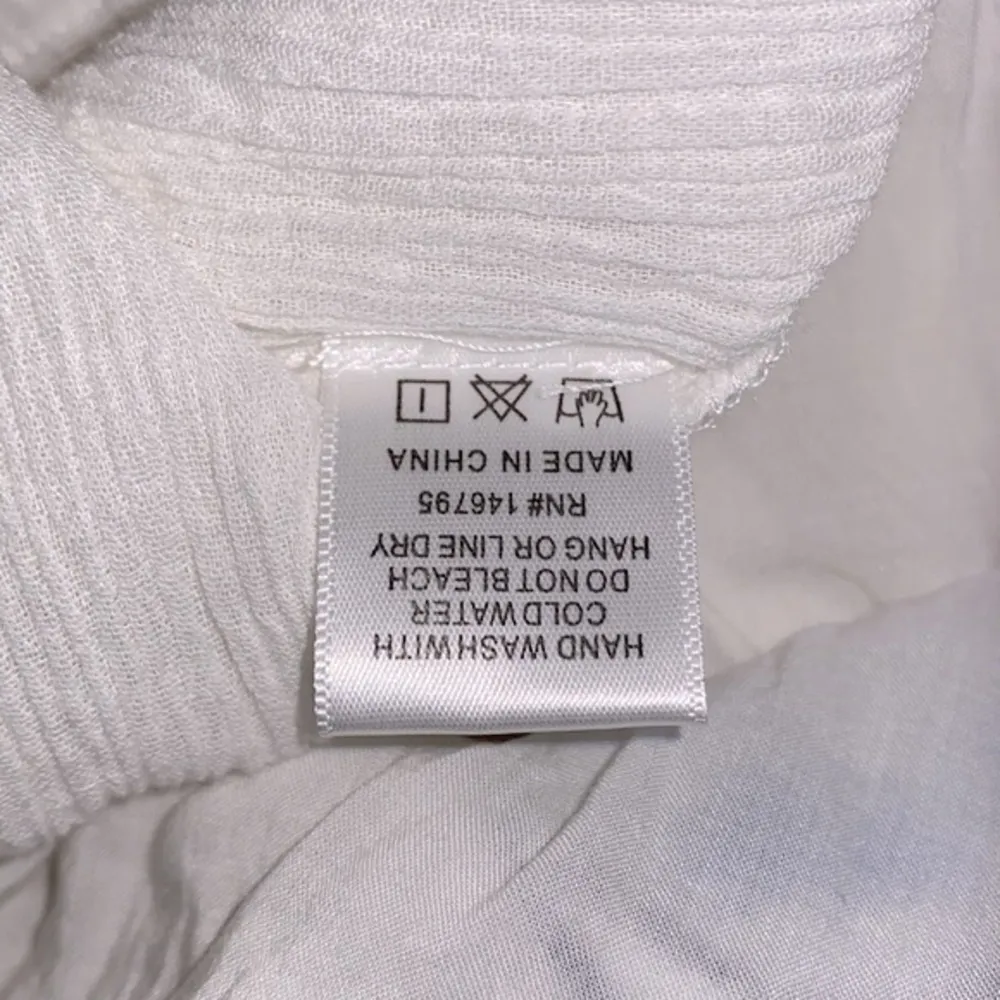 HAND WASH WITH
COLD WATER
DO NOT BLEACH
HANG OR LINE DRY
RN# 146795
MADE IN CHINA